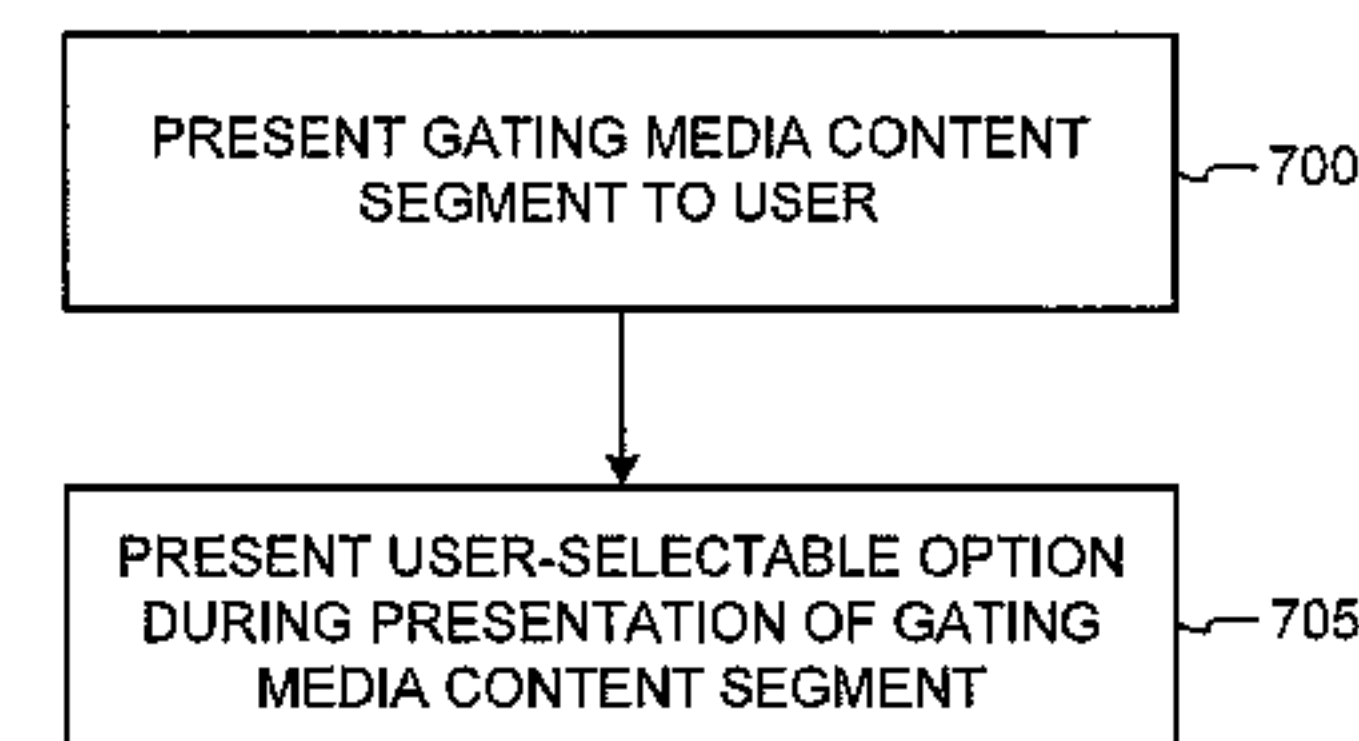 PRESENT GATING MEDIA CONTENT
SEGMENT TO USER
700
PRESENT USER-SELECTABLE OPTION
DURING PRESENTATION OF GATING
MEDIA CONTENT SEGMENT
705